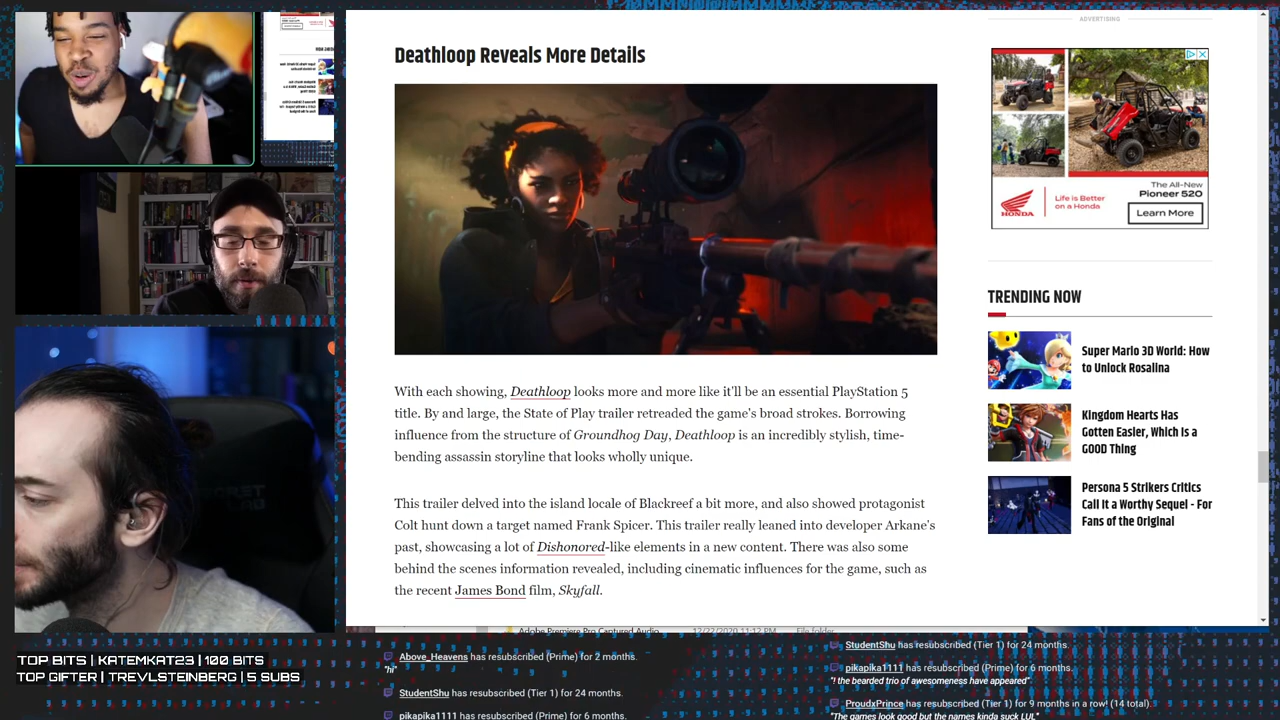 ADVERTISING
Deathloop Reveals More Details
With each showing, Deathloop looks more and more like it'll be an essential PlayStation 5
title. By and large, the State of Play trailer retreaded the game's broad strokes. Borrowing
influence from the structure of Groundhog Day, Deathloop is an incredibly stylish, time-
bending assassin storyline that looks wholly unique.
This trailer delved into the island locale of Blackreef a bit more, and also showed protagonist
Colt hunt down a target named Frank Spicer. This trailer really leaned into developer Arkane's
past, showcasing a lot of Dishonored-like elements in a new content. There was also some
behind the scenes information revealed, including cinematic influences for the game, such as
the recent James Bond film, Skyfall.
HONDA
Life is Better
on a Honda
The All-New
Pioneer 520
Learn More
TRENDING NOW
Super Mario 3D World: How
to Unlock Rosalina
Kingdom Hearts Has
Gotten Easier, Which Is a
GOOD Thing
Persona 5 Strikers Critics
Call It a Worthy Sequel - For
Fans of the Original
Adobe Premiere Pro Captured Audio 12/22/2020 11:12 PM File folder
TOP BITS | KATEMKAT23 | 100 BITS
TOP GIFTER | TREVLSTEINBERG | 5 SUBS
Above_Heavens has resubscribed (Prime) for 2 months.
"hi"
StudentShu has resubscribed (Tier 1) for 24 months.
pikapika1111 has resubscribed (Prime) for 6 months.
StudentShu has resubscribed (Tier 1) for 24 months.
pikapika1111 has resubscribed (Prime) for 6 months.
"! the bearded trio of awesomeness have appeared"
ProudxPrince has resubscribed (Tier 1) for 9 months in a row! (14 total).
"The games look good but the names kinda suck LUL"